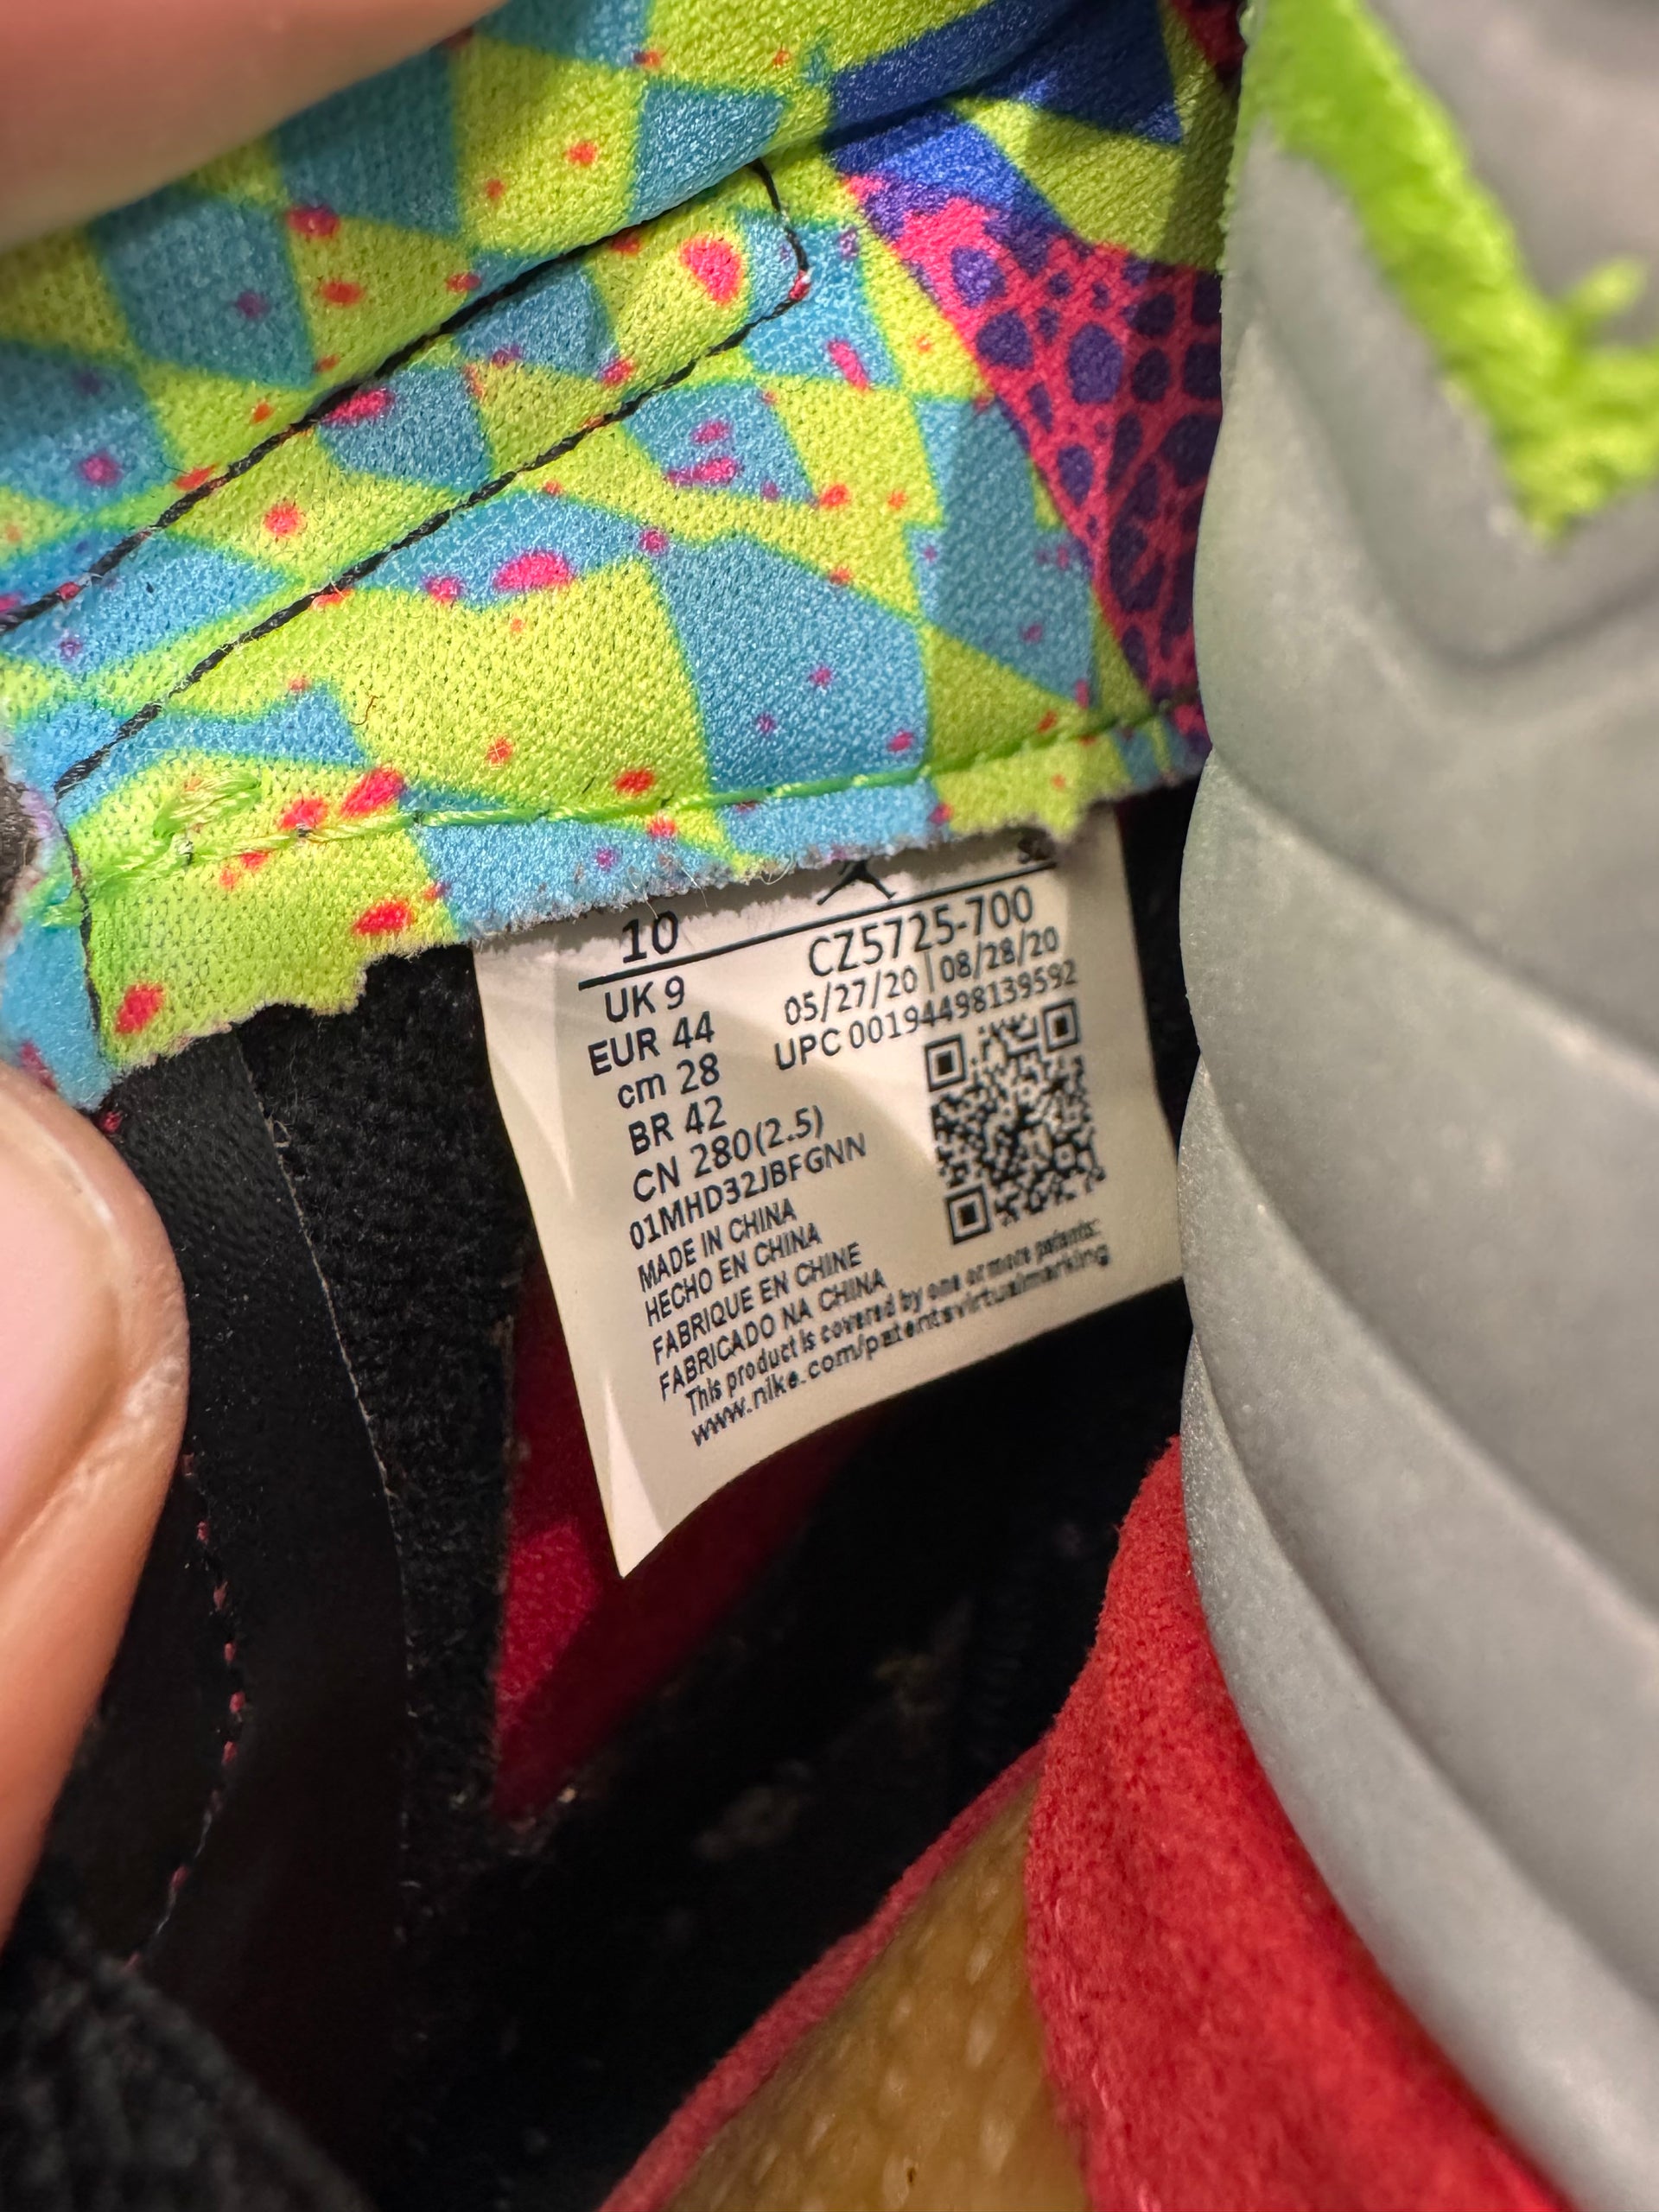 10
CZ5725-700
UK 9
05/27/20 | 08/28/20
EUR 44
UPC 00194498139592
cm 28
BR 42
CN 280(2.5)
01MHD32JBFGNN
MADE IN CHINA
HECHO EN CHINA
FABRIQUE EN CHINE
FABRICADO NA CHINA
This product is covered by one or more patents:
www.nike.com/patentsvirtualmarking